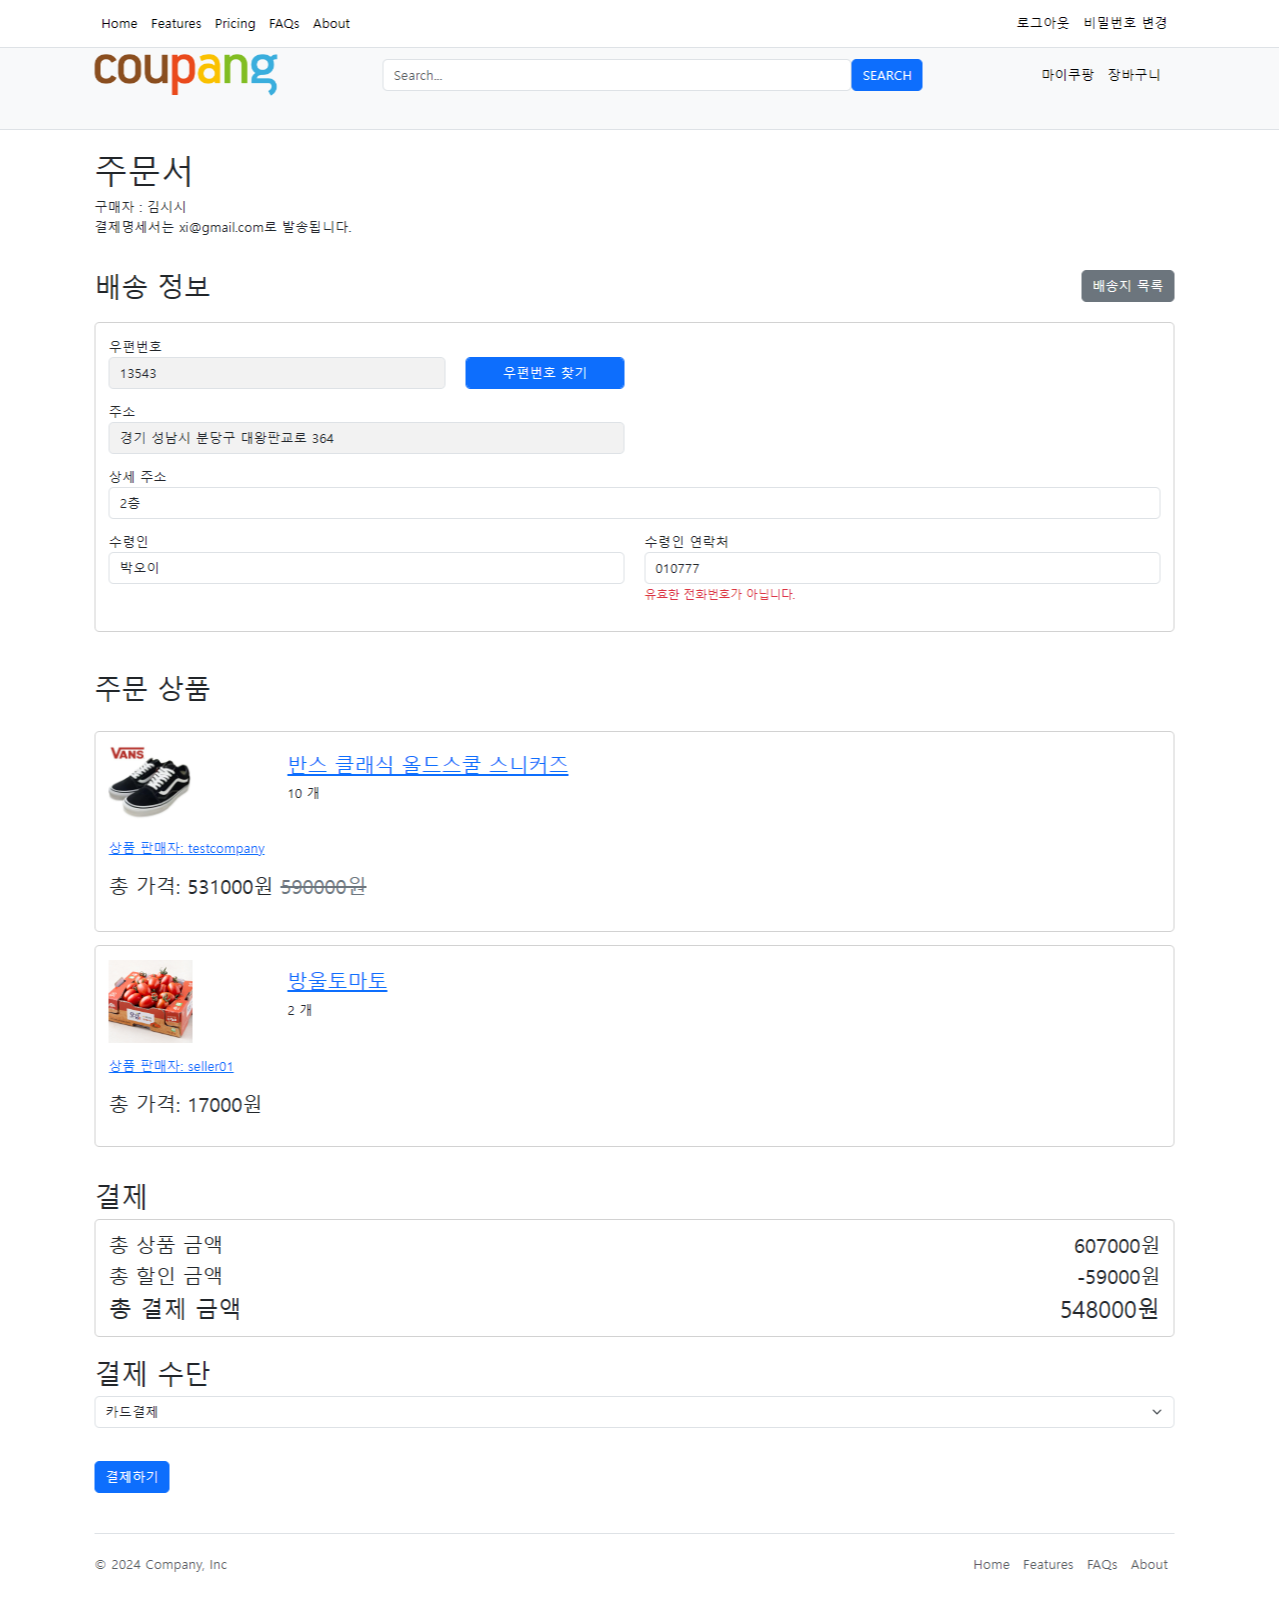 Home Features Pricing FAQs About 로그아웃 비밀번호 변경
coupang Search... SEARCH 마이쿠팡 장바구니
주문서
구매자 : 김시시
결제명세서는 xi@gmail.com로 발송됩니다.
배송 정보 배송지 목록
우편번호
13543 우편번호 찾기
주소
경기 성남시 분당구 대왕판교로 364
상세 주소
2층
수령인 수령인 연락처
박오이 010777
유효한 전화번호가 아닙니다.
주문 상품
VANS
반스 클래식 올드스쿨 스니커즈
10 개
상품 판매자: testcompany
총 가격: 531000원 590000원
방울토마토
2 개
상품 판매자: seller01
총 가격: 17000원
결제
총 상품 금액 607000원
총 할인 금액 -59000원
총 결제 금액 548000원
결제 수단
카드결제
결제하기
© 2024 Company, Inc Home Features FAQs About